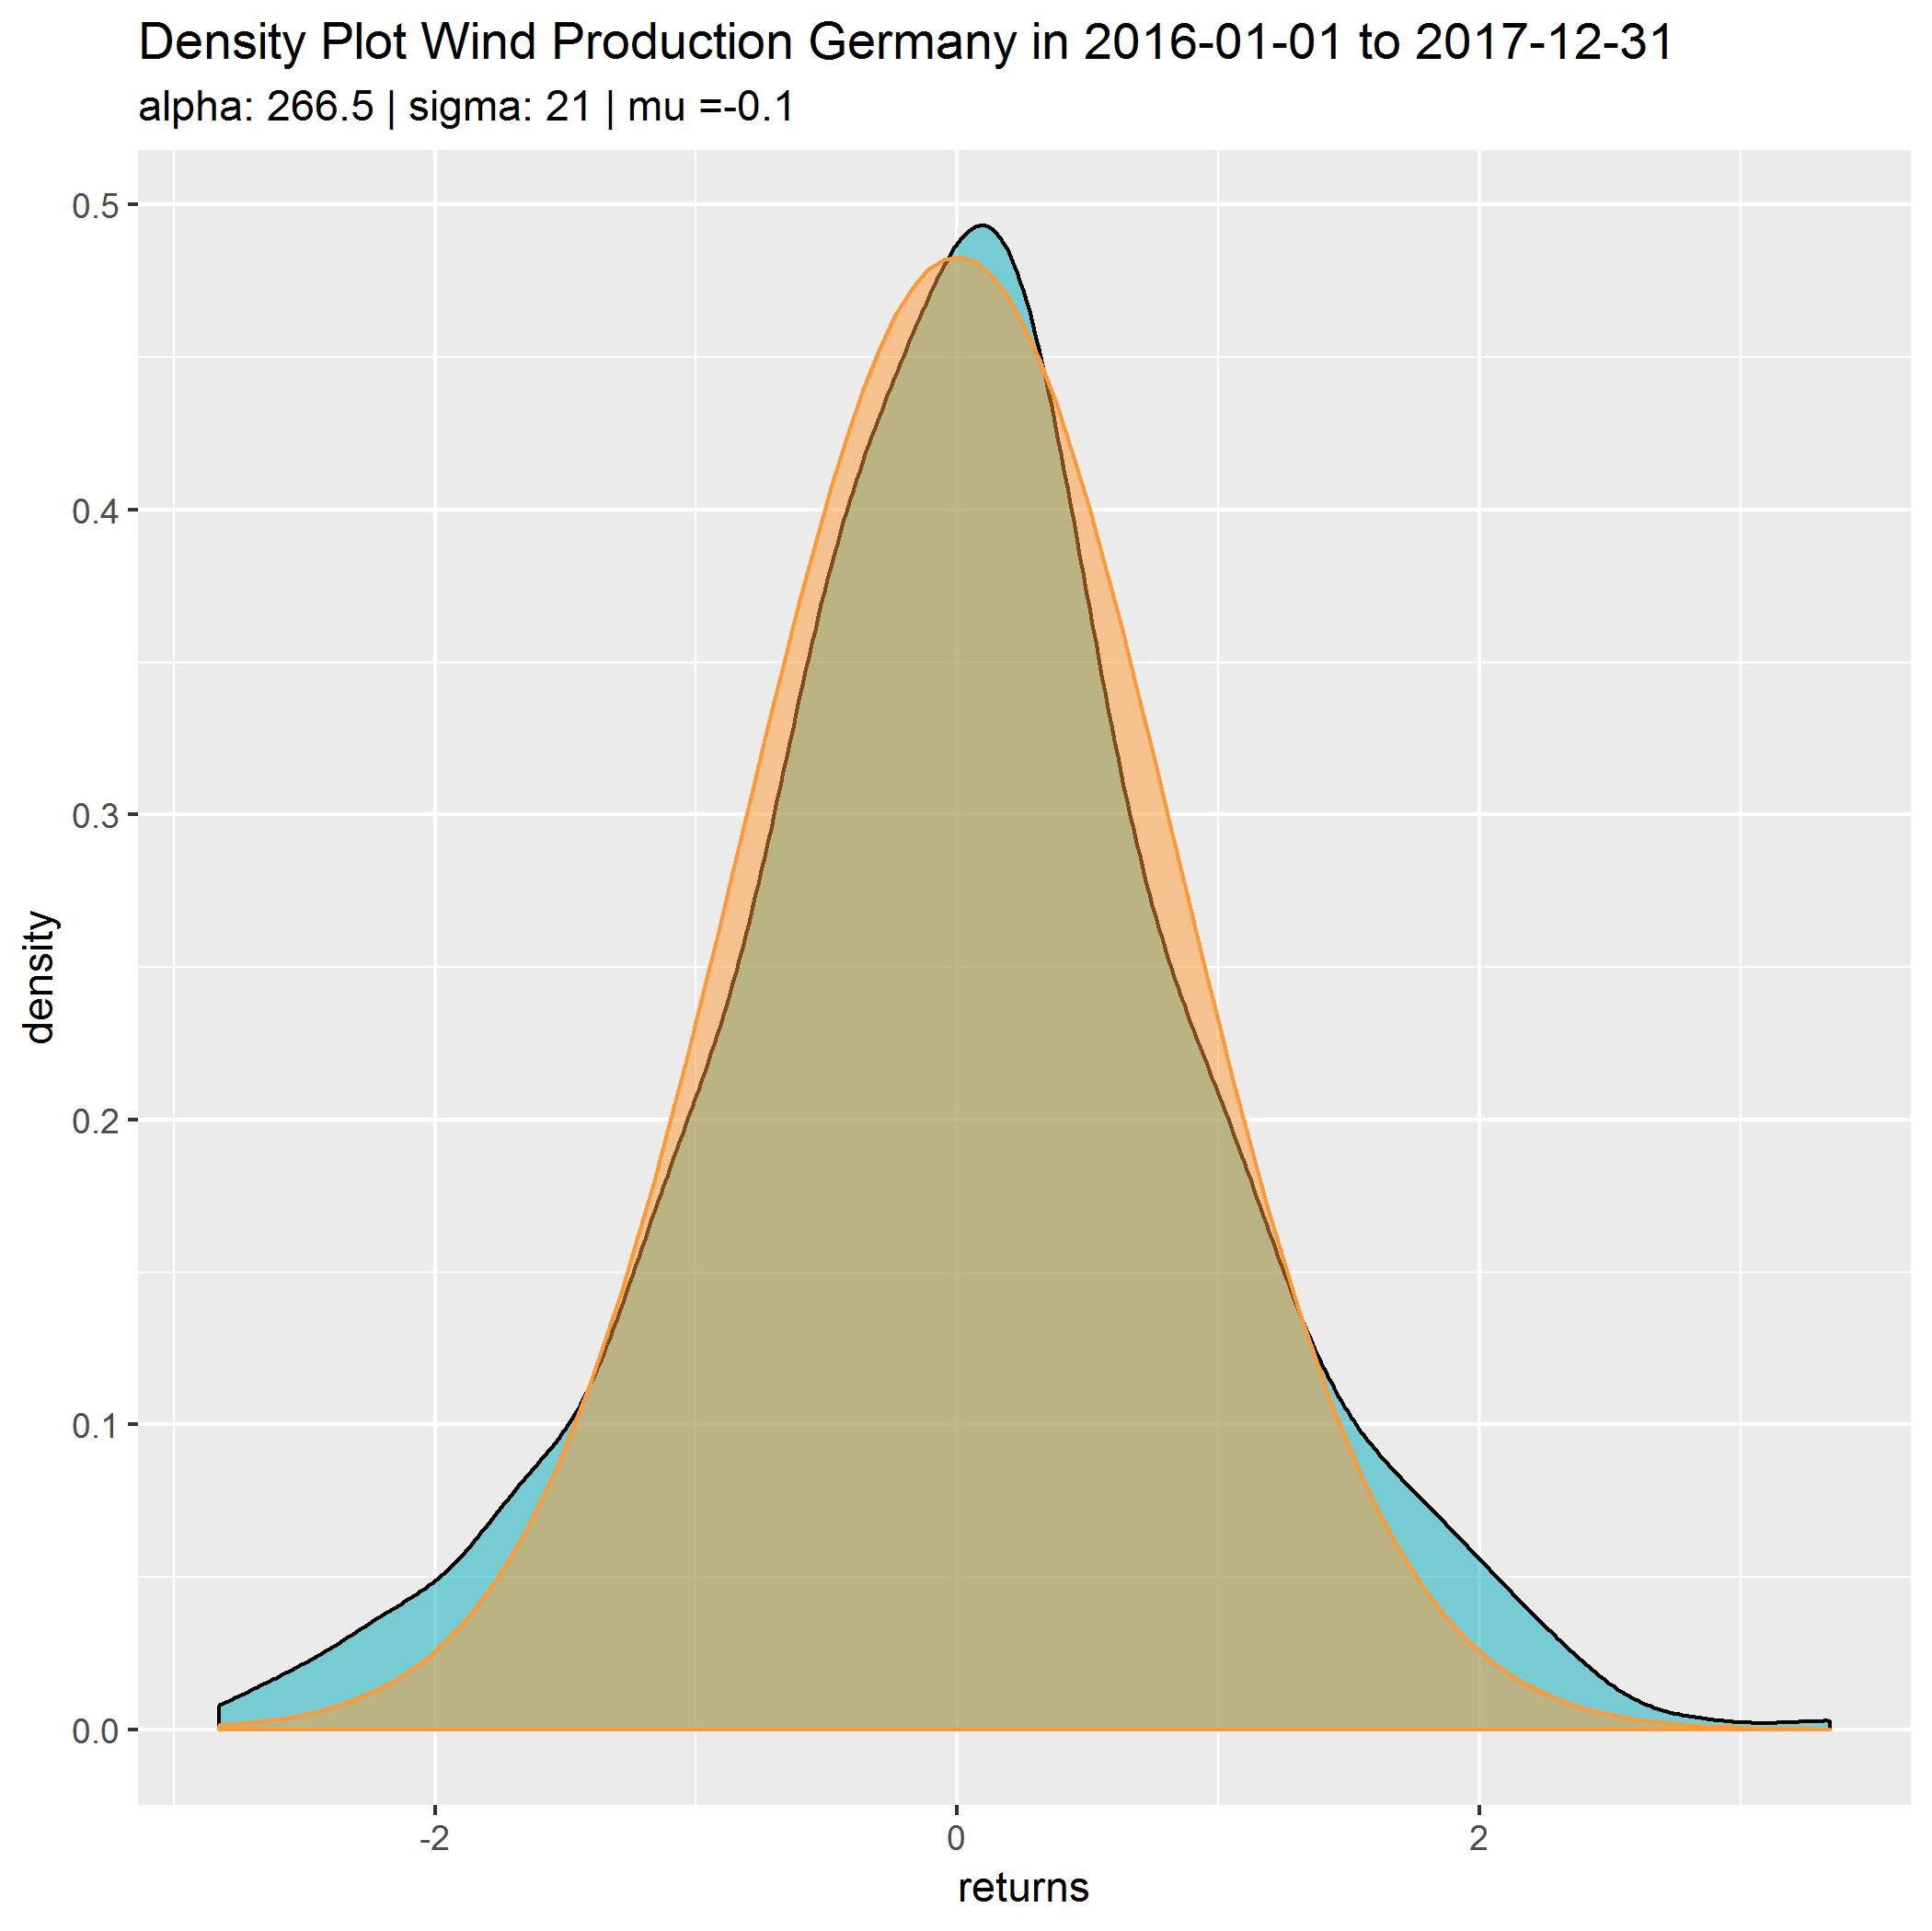 Density Plot Wind Production Germany in 2016-01-01 to 2017-12-31
alpha: 266.5 | sigma: 21 | mu =-0.1
0.5
0.4
0.3
0.2
0.1
0.0
density
-2 0 2
returns